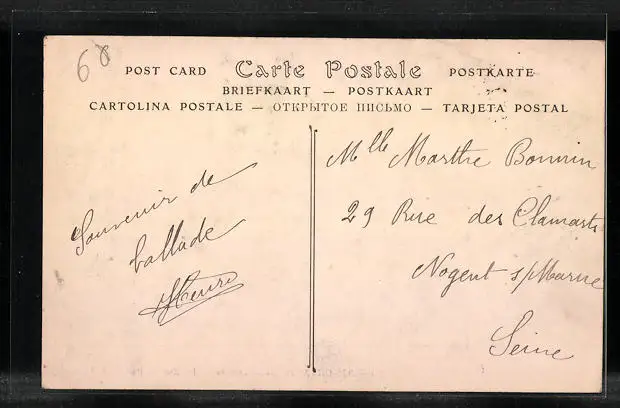 68
POST CARD Carte Postale POSTKARTE
BRIEFKAART — POSTKAART
CARTOLINA POSTALE — ОТКРЫТОЕ ПИСЬМО — TARJETA POSTAL
Souvenir de
ballade
Henri
Mlle Marthe Bonnin
29 Rue des Clamarts
Nogent s/Marne
Seine